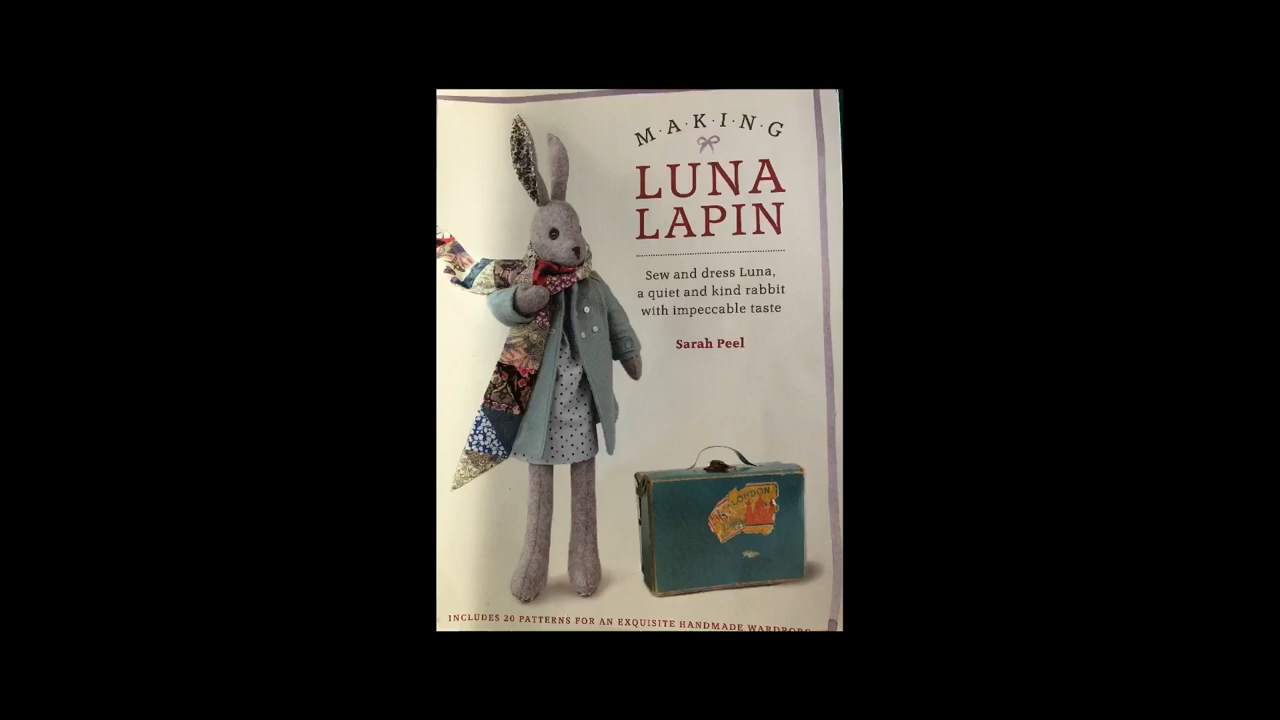 M·A·K·I·N·G
LUNA
LAPIN
Sew and dress Luna,
a quiet and kind rabbit
with impeccable taste
Sarah Peel
LONDON
INCLUDES 20 PATTERNS FOR AN EXQUISITE HANDMADE WARDROBE